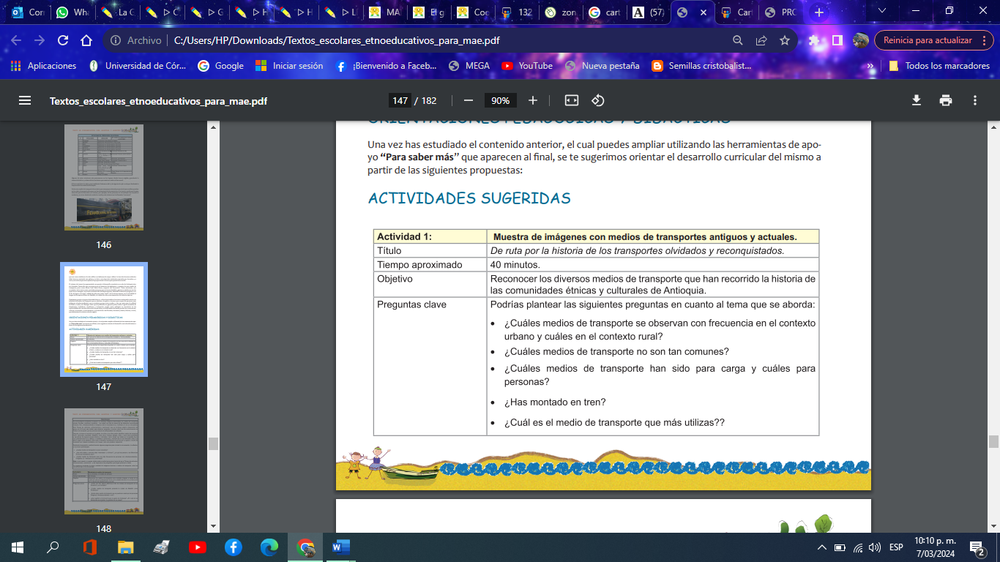 Cor
Wha
La G
C
G
H
H
Li
MA
El g
Coc
132
zon
cart
(57)
Cart
PRC
Archivo
C:/Users/HP/Downloads/Textos_escolares_etnoeducativos_para_mae.pdf
Reinicia para actualizar
Aplicaciones
Universidad de Cór...
Google
Iniciar sesión
¡Bienvenido a Faceb...
MEGA
YouTube
Nueva pestaña
Semillas cristobalist...
Todos los marcadores
Textos_escolares_etnoeducativos_para_mae.pdf
147 / 182
90%
146
147
148
ORIENTACIONES PEDAGÓGICAS Y DIDÁCTICAS
Una vez has estudiado el contenido anterior, el cual puedes ampliar utilizando las herramientas de apo-
yo “Para saber más” que aparecen al final, se te sugerimos orientar el desarrollo curricular del mismo a
partir de las siguientes propuestas:
ACTIVIDADES SUGERIDAS
Actividad 1: Muestra de imágenes con medios de transportes antiguos y actuales.
Título De ruta por la historia de los transportes olvidados y reconquistados.
Tiempo aproximado 40 minutos.
Objetivo Reconocer los diversos medios de transporte que han recorrido la historia de
las comunidades étnicas y culturales de Antioquia.
Preguntas clave Podrías plantear las siguientes preguntas en cuanto al tema que se aborda:
• ¿Cuáles medios de transporte se observan con frecuencia en el contexto
urbano y cuáles en el contexto rural?
• ¿Cuáles medios de transporte no son tan comunes?
• ¿Cuáles medios de transporte han sido para carga y cuáles para
personas?
• ¿Has montado en tren?
• ¿Cuál es el medio de transporte que más utilizas??
ESP
10:10 p. m.
7/03/2024
2